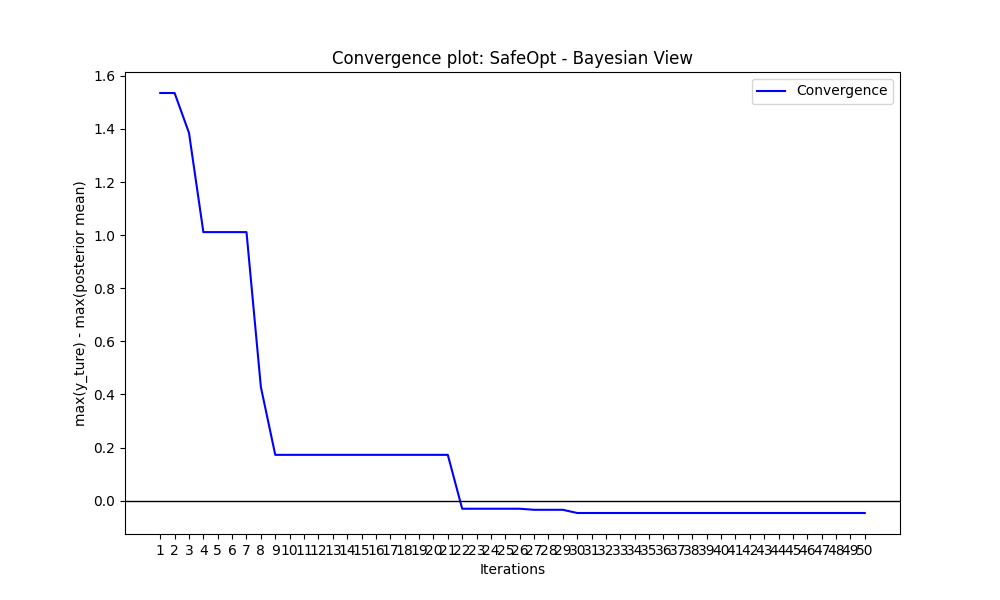 Convergence plot: SafeOpt - Bayesian View
Convergence
max(y_ture) - max(posterior mean)
1.6
1.4
1.2
1.0
0.8
0.6
0.4
0.2
0.0
1 2 3 4 5 6 7 8 9 10 11 12 13 14 15 16 17 18 19 20 21 22 23 24 25 26 27 28 29 30 31 32 33 34 35 36 37 38 39 40 41 42 43 44 45 46 47 48 49 50
Iterations